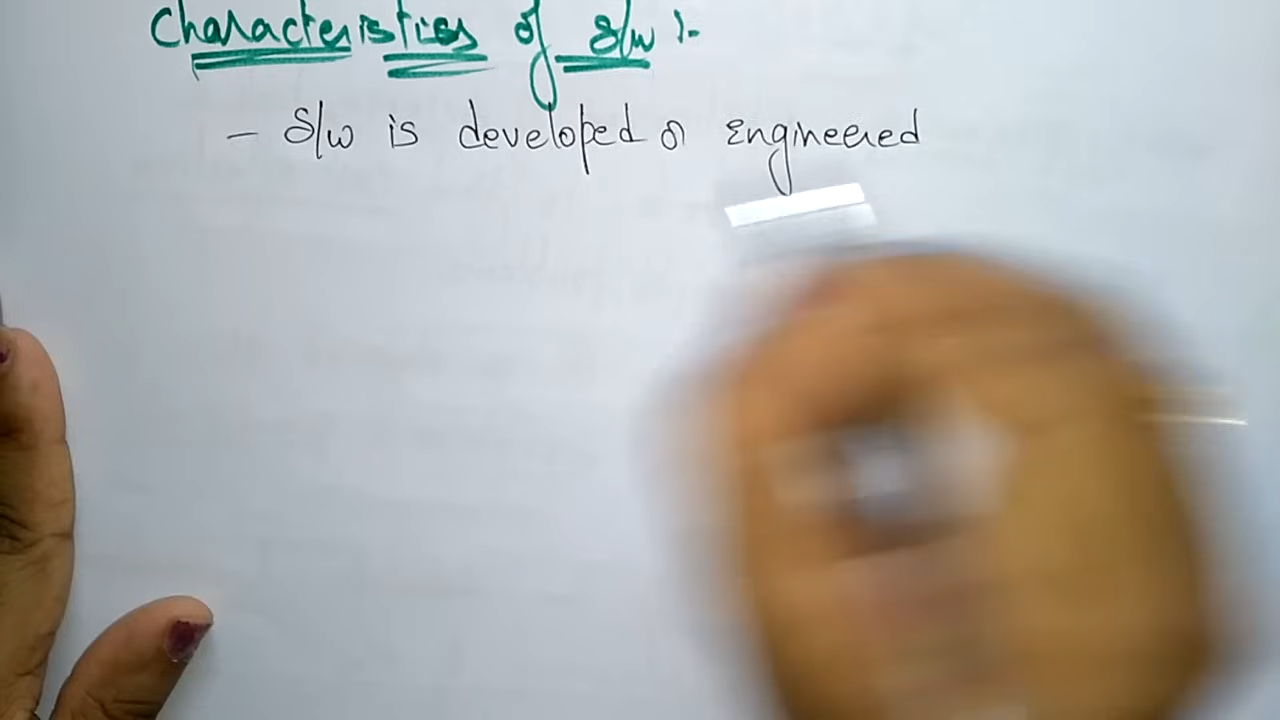 Characteristics of S/w :-
- S/w is developed or Engineered